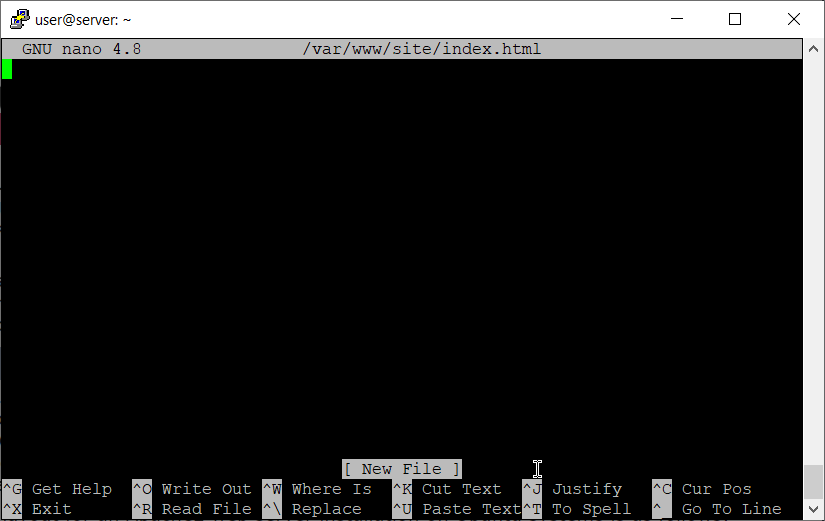 user@server: ~
GNU nano 4.8 /var/www/site/index.html
[ New File ]
^G Get Help ^O Write Out ^W Where Is ^K Cut Text ^J Justify ^C Cur Pos
^X Exit ^R Read File ^\ Replace ^U Paste Text ^T To Spell ^_ Go To Line